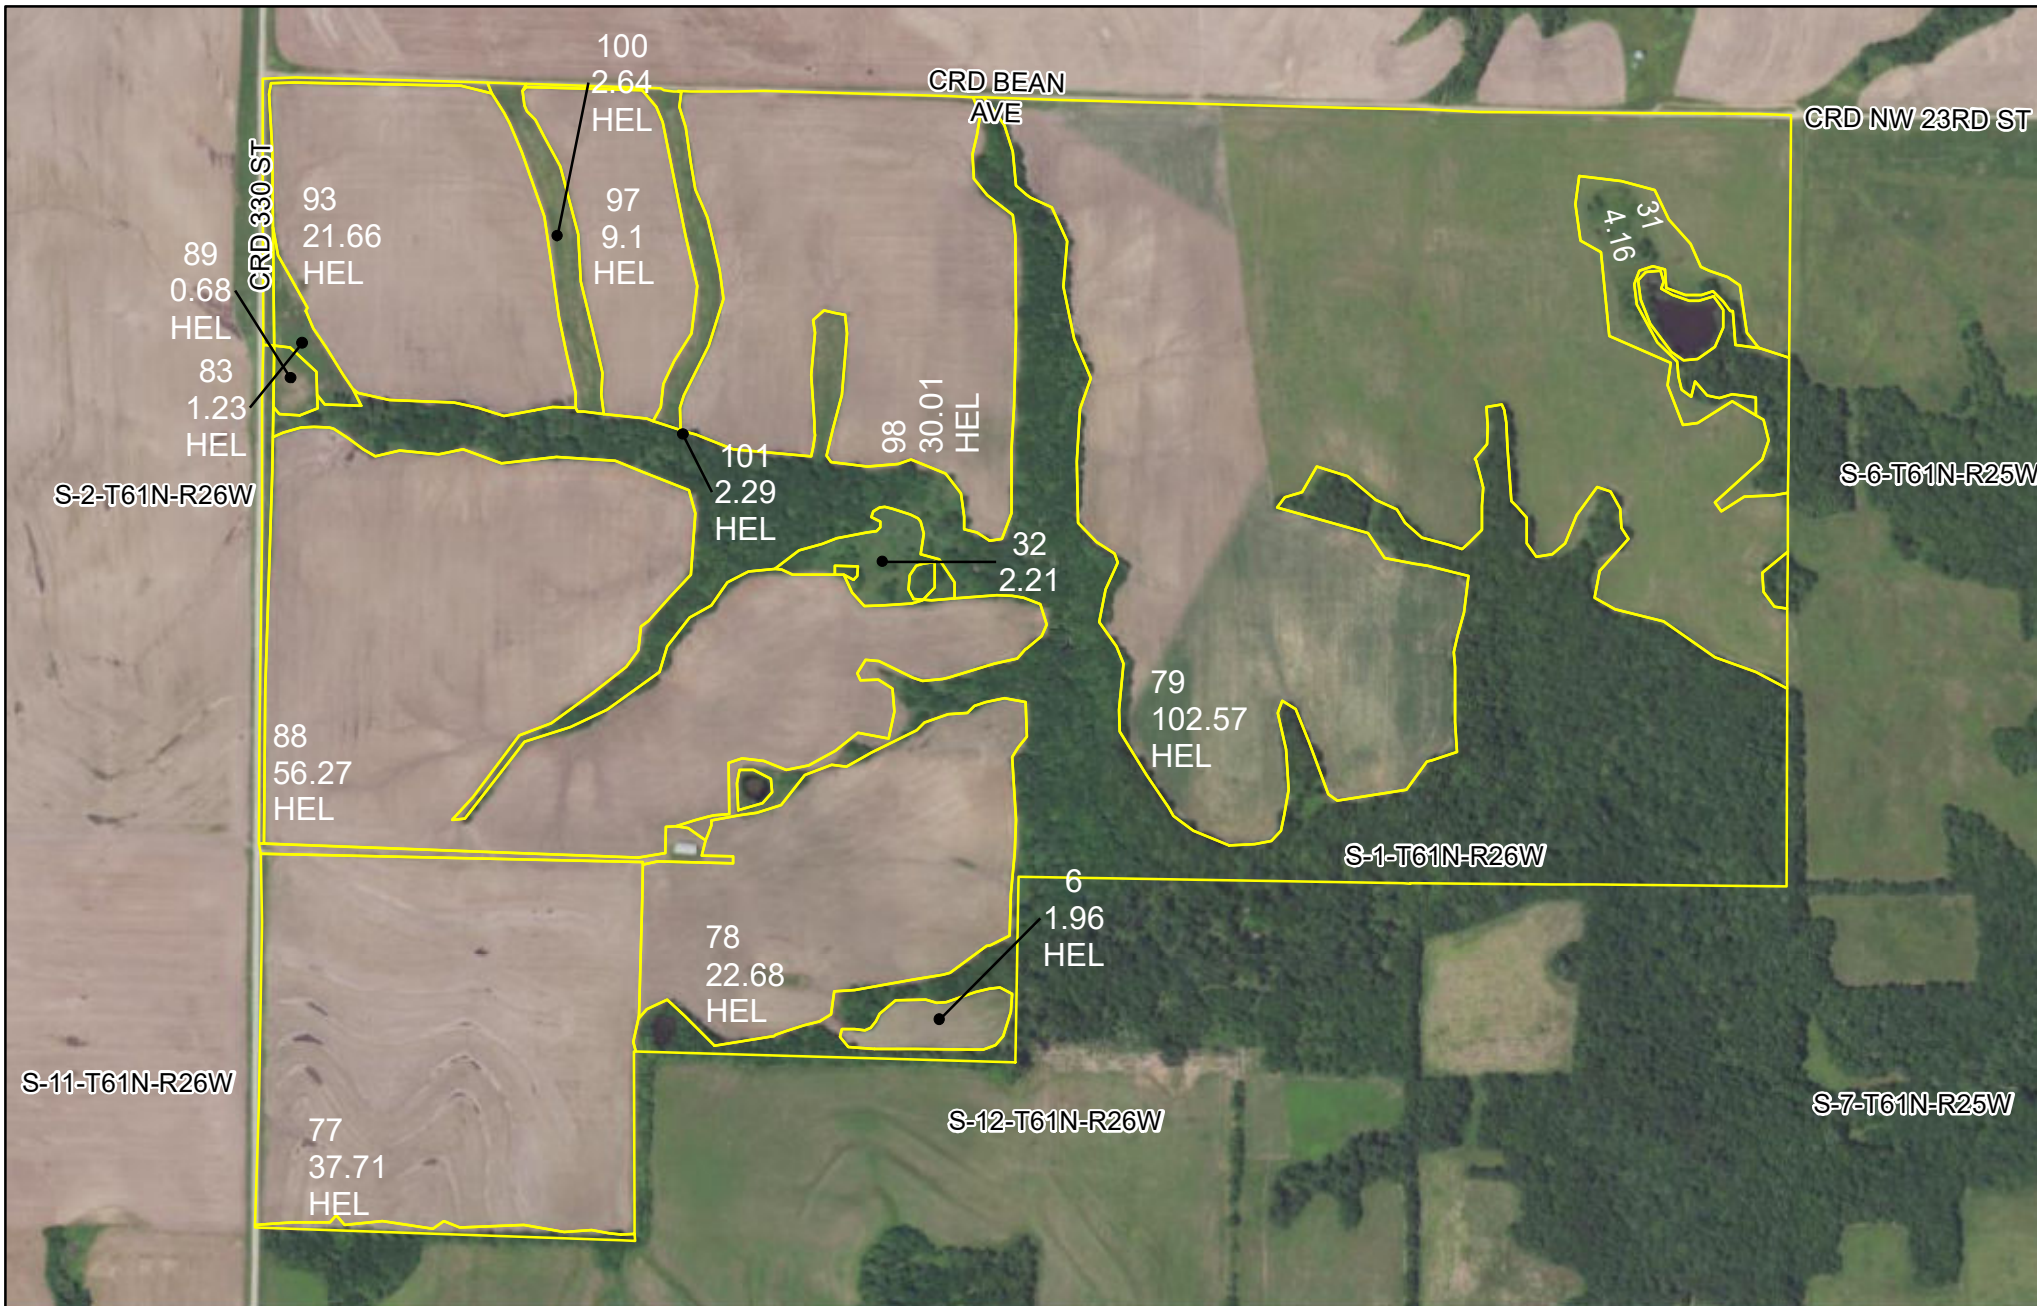 100
2.64
HEL
CRD BEAN
AVE
CRD NW 23RD ST
CRD 330 ST
93
21.66
HEL
97
9.1
HEL
31
4.16
89
0.68
HEL
83
1.23
HEL
98
30.01
HEL
101
2.29
HEL
S-2-T61N-R26W
S-6-T61N-R25W
32
2.21
79
102.57
HEL
88
56.27
HEL
S-1-T61N-R26W
6
1.96
HEL
78
22.68
HEL
S-11-T61N-R26W
S-12-T61N-R26W
S-7-T61N-R25W
77
37.71
HEL